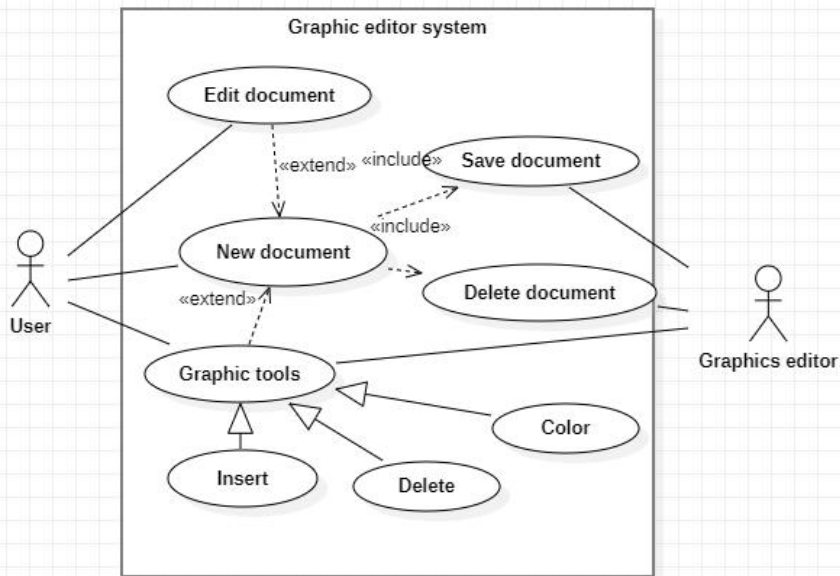 Graphic editor system
Edit document
«extend»
«include»
Save document
«include»
New document
Delete document
«extend»
User
Graphics editor
Graphic tools
Color
Insert
Delete